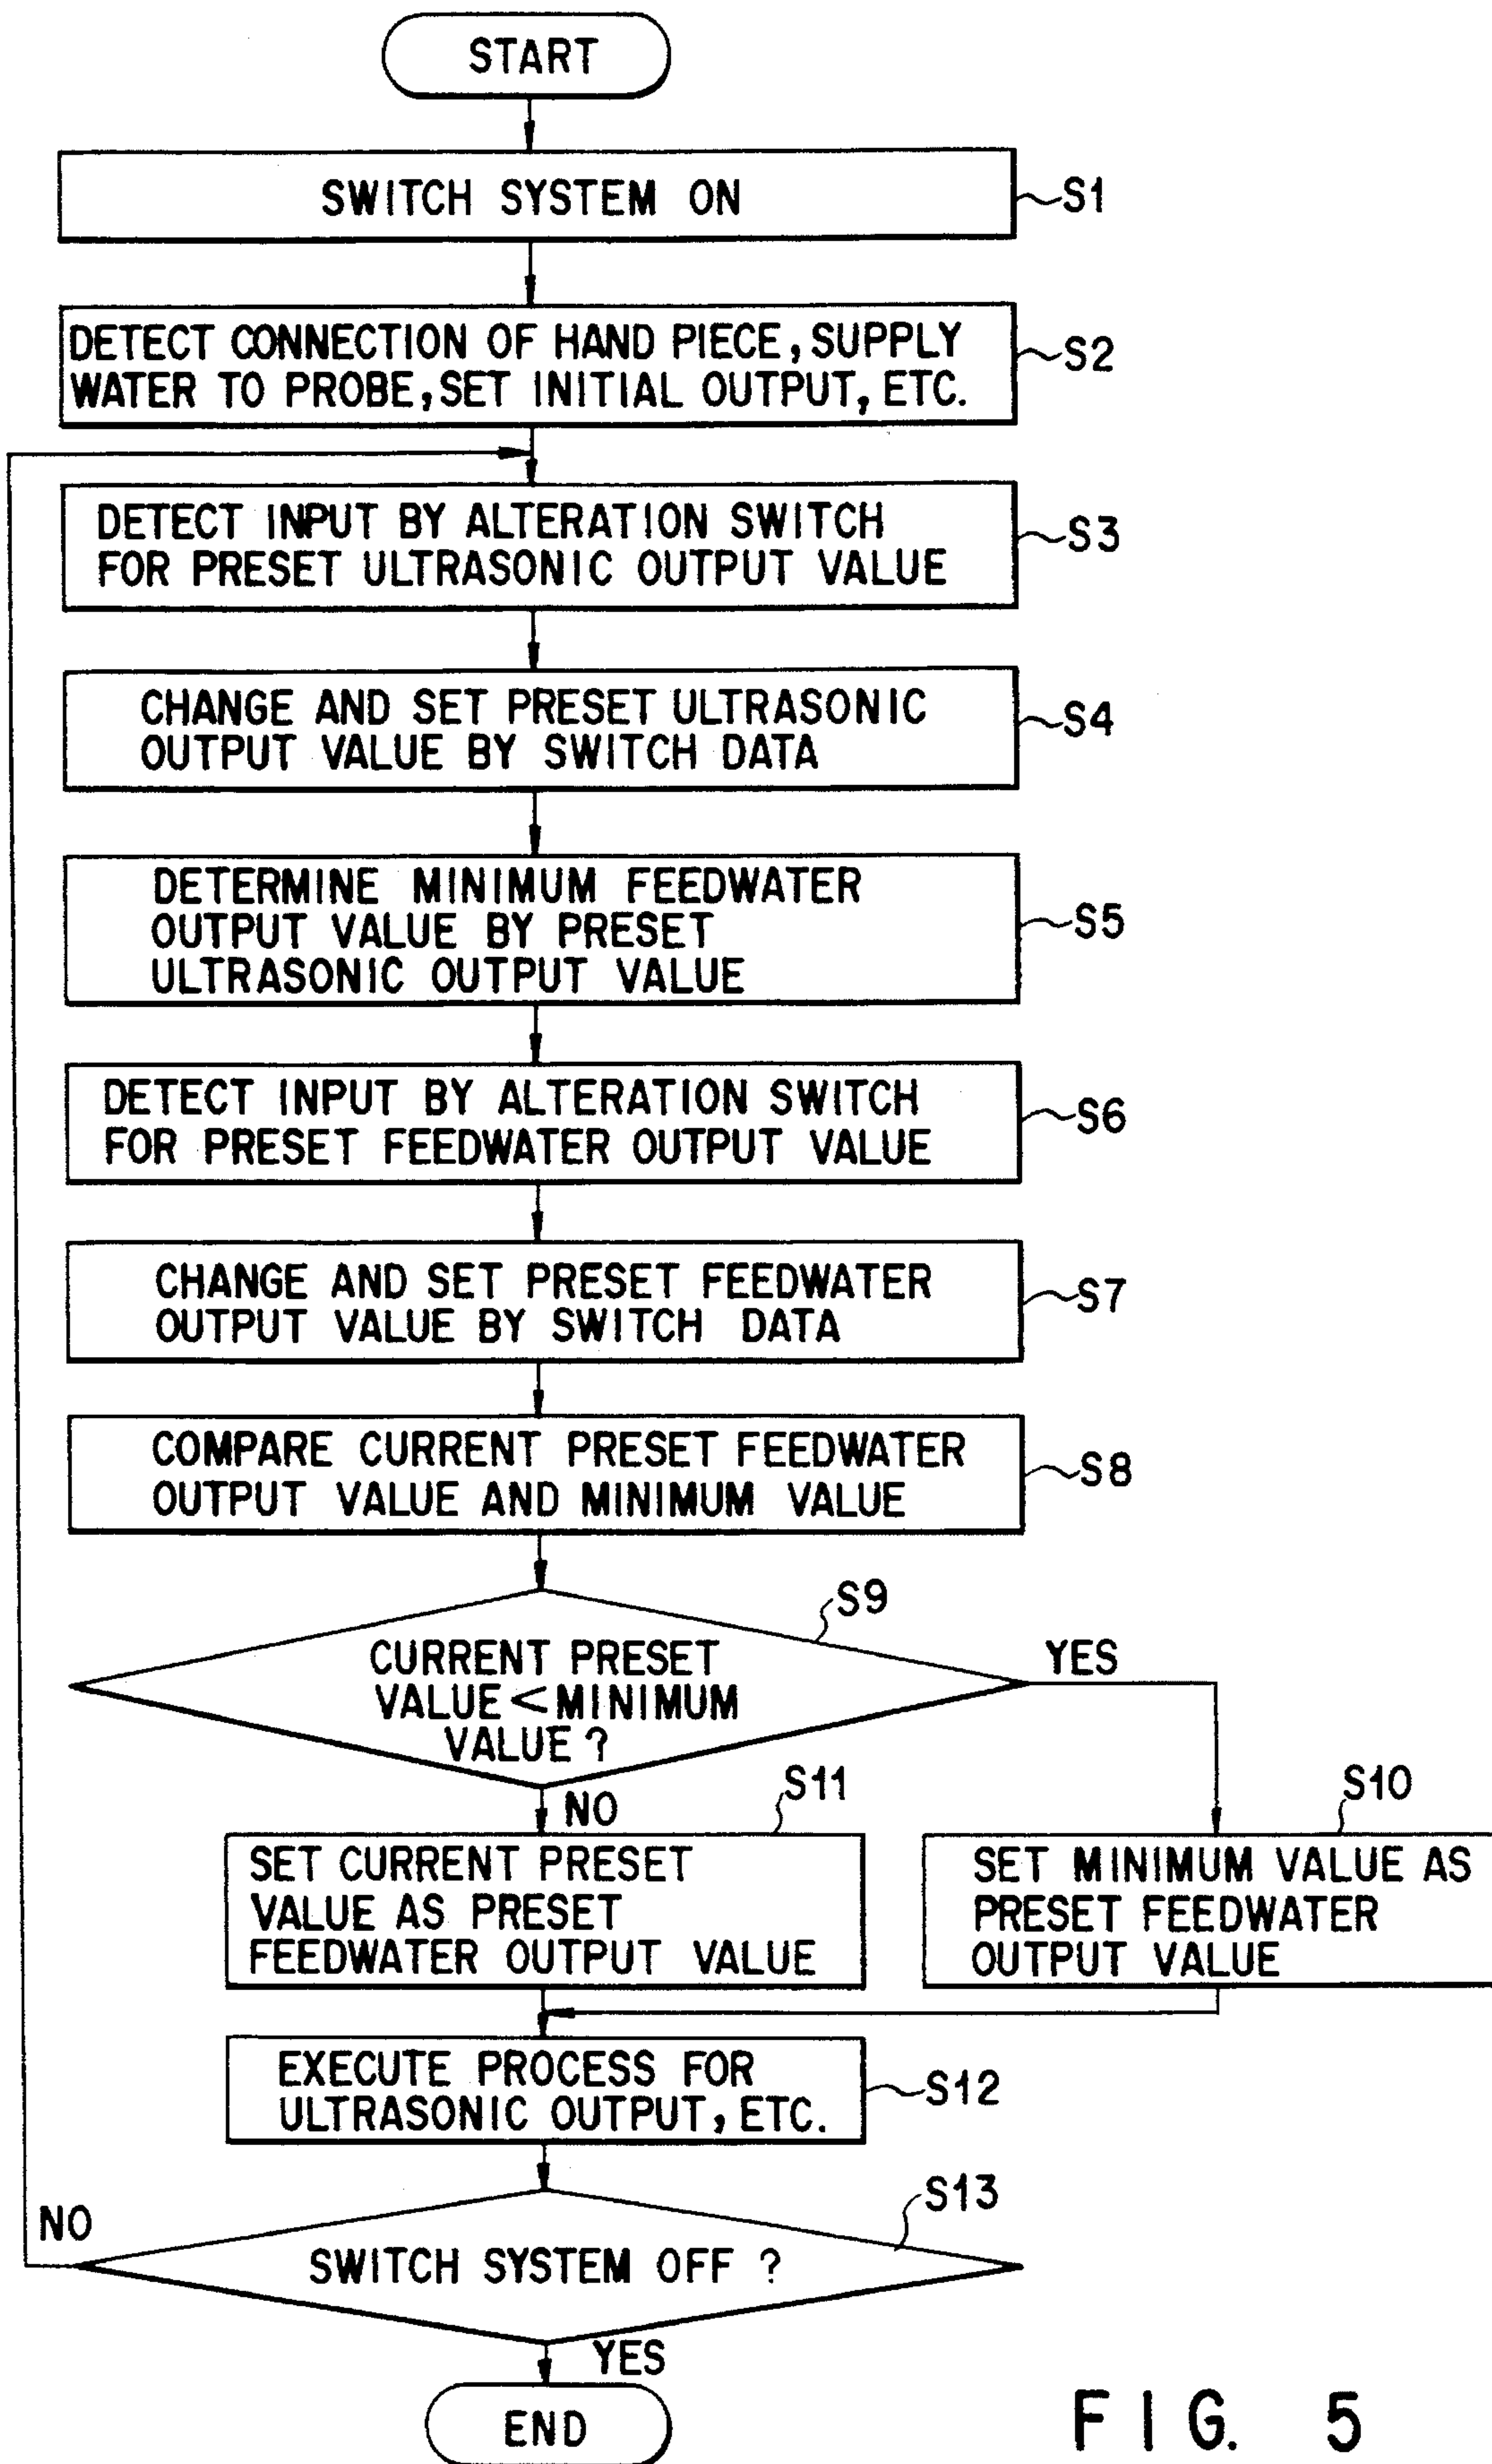 START
SWITCH SYSTEM ON
S1
DETECT CONNECTION OF HAND PIECE, SUPPLY
WATER TO PROBE, SET INITIAL OUTPUT, ETC.
S2
DETECT INPUT BY ALTERATION SWITCH
FOR PRESET ULTRASONIC OUTPUT VALUE
S3
CHANGE AND SET PRESET ULTRASONIC
OUTPUT VALUE BY SWITCH DATA
S4
DETERMINE MINIMUM FEEDWATER
OUTPUT VALUE BY PRESET
ULTRASONIC OUTPUT VALUE
S5
DETECT INPUT BY ALTERATION SWITCH
FOR PRESET FEEDWATER OUTPUT VALUE
S6
CHANGE AND SET PRESET FEEDWATER
OUTPUT VALUE BY SWITCH DATA
S7
COMPARE CURRENT PRESET FEEDWATER
OUTPUT VALUE AND MINIMUM VALUE
S8
S9
CURRENT PRESET
VALUE < MINIMUM
VALUE ?
YES
NO
S11
SET CURRENT PRESET
VALUE AS PRESET
FEEDWATER OUTPUT VALUE
S10
SET MINIMUM VALUE AS
PRESET FEEDWATER
OUTPUT VALUE
EXECUTE PROCESS FOR
ULTRASONIC OUTPUT, ETC.
S12
S13
NO
SWITCH SYSTEM OFF ?
YES
END
FIG. 5